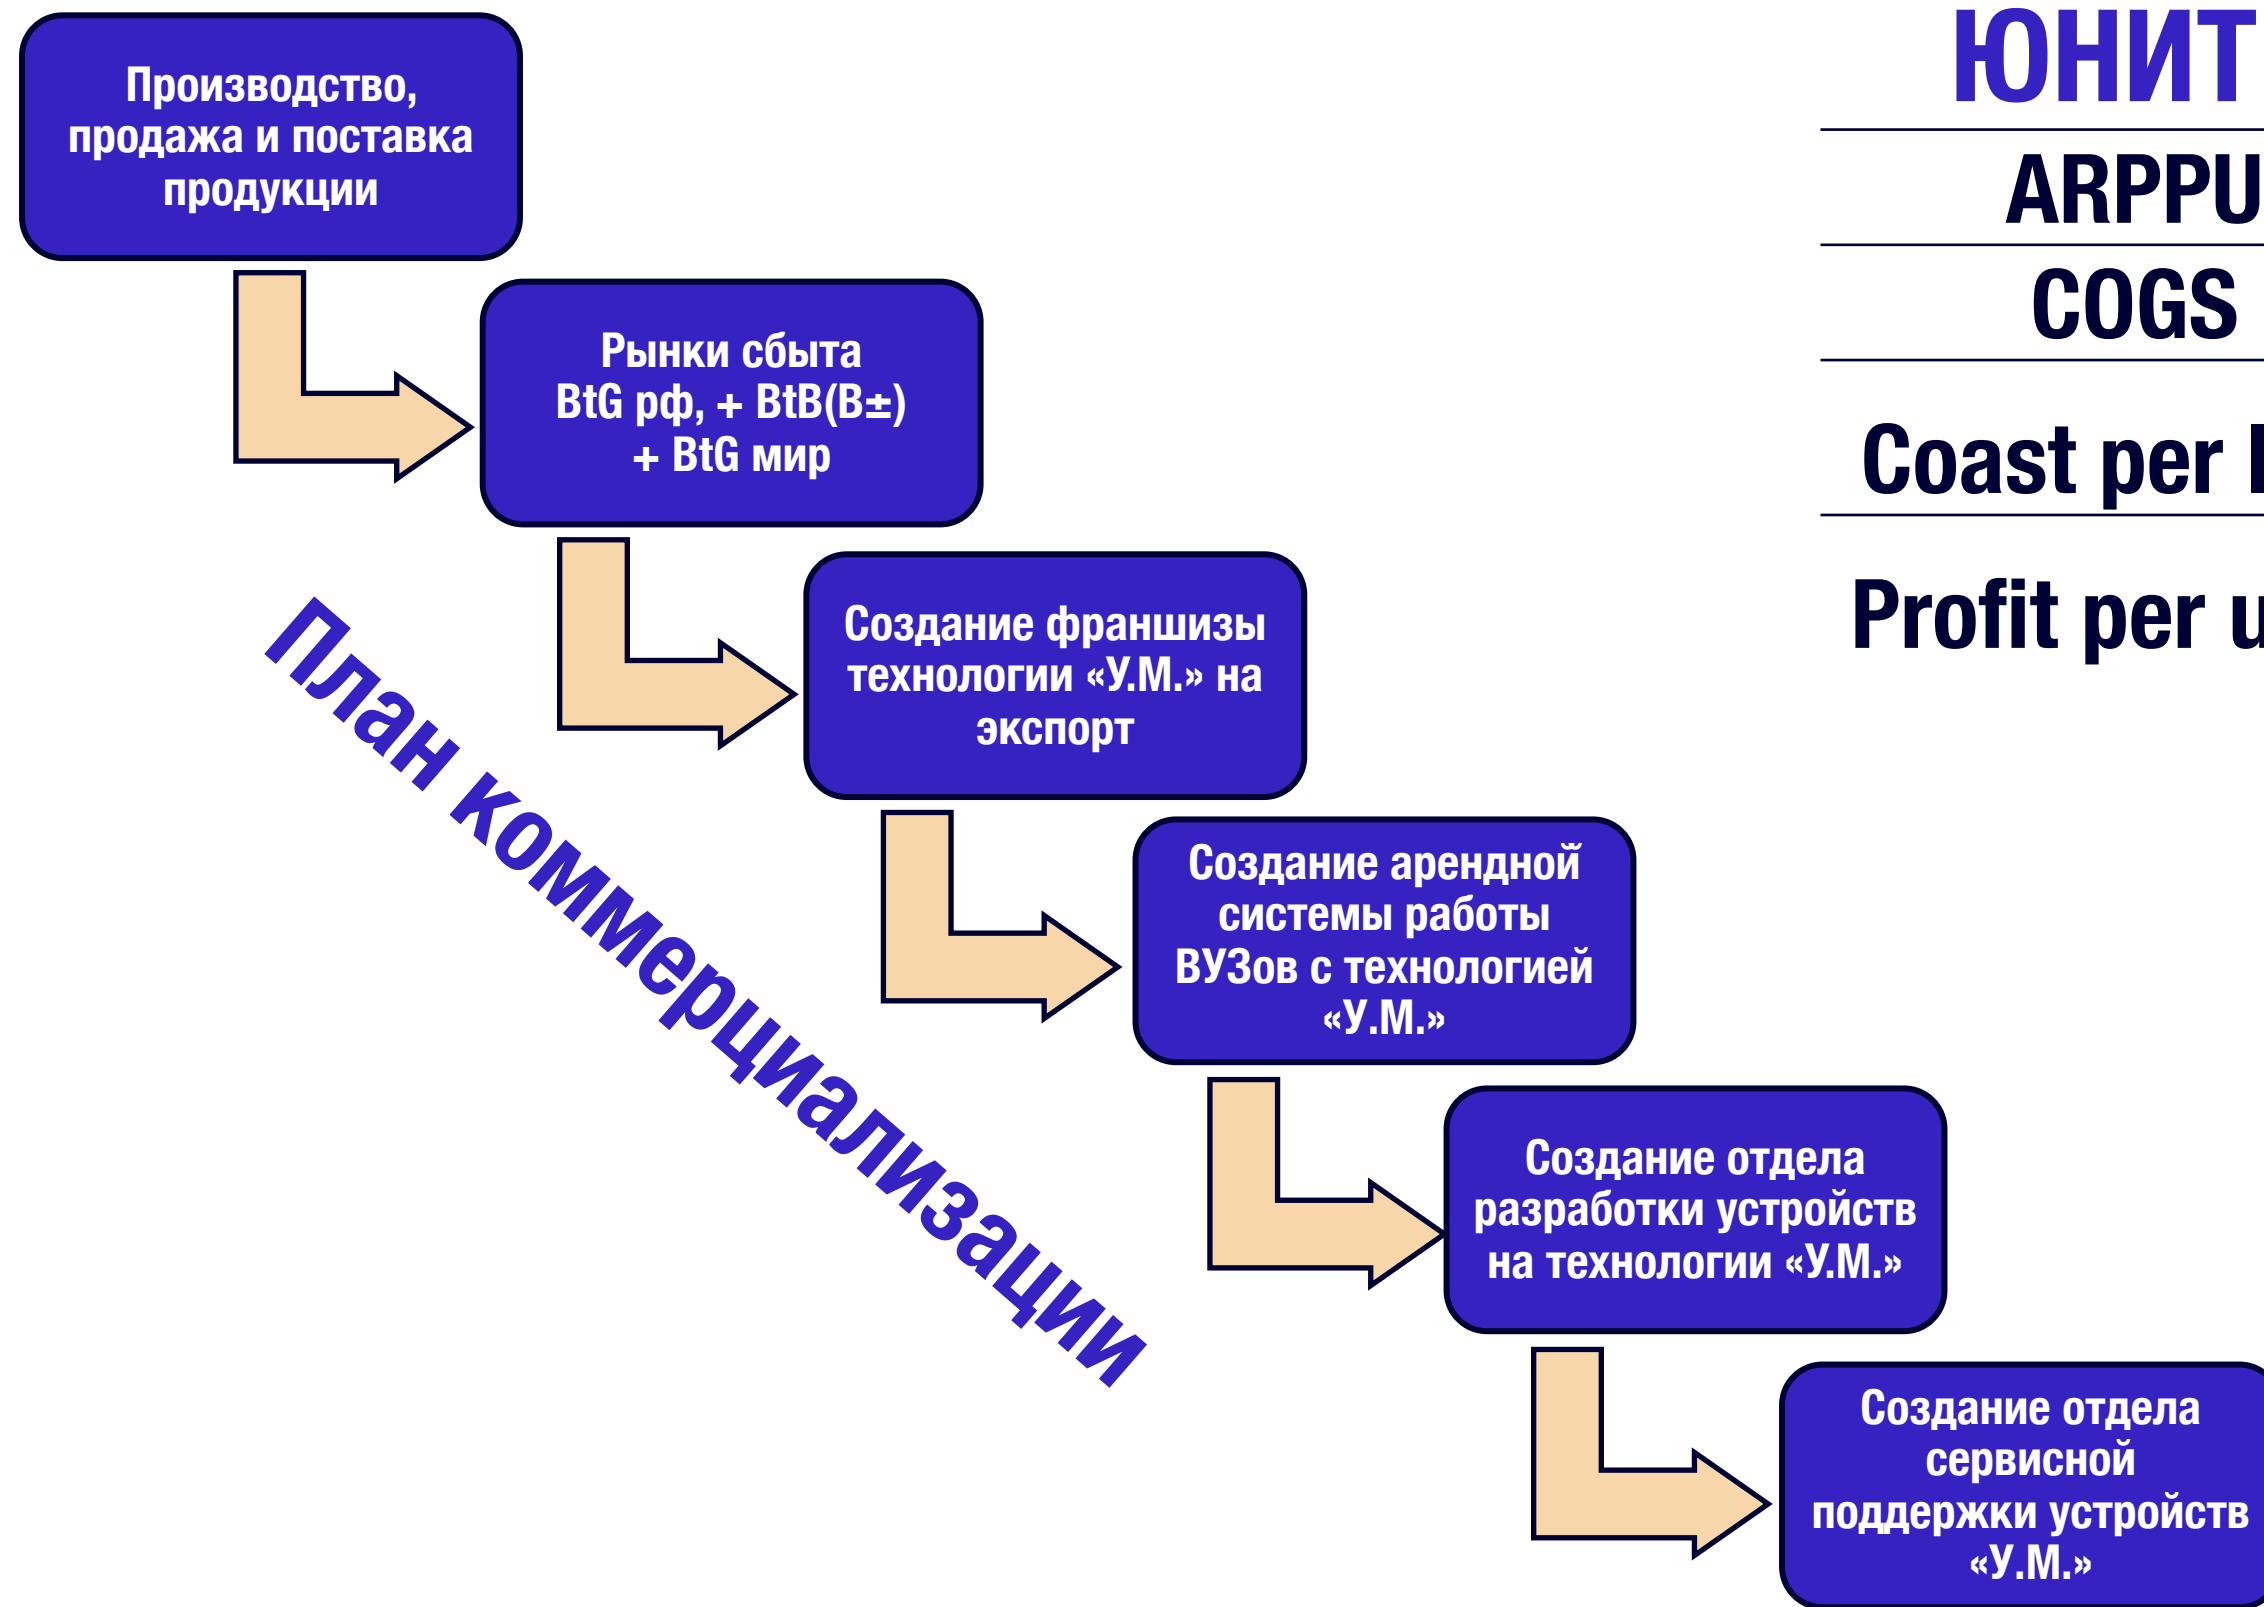 Производство,
продажа и поставка
продукции
Рынки сбыта
BtG рф, + BtB(B±)
+ BtG мир
Создание франшизы
технологии «У.М.» на
экспорт
Создание арендной
системы работы
ВУЗов с технологией
«У.М.»
Создание отдела
разработки устройств
на технологии «У.М.»
Создание отдела
сервисной
поддержки устройств
«У.М.»
План коммерциализации
ЮНИТ
ARPPU
COGS
Coast per
Profit per